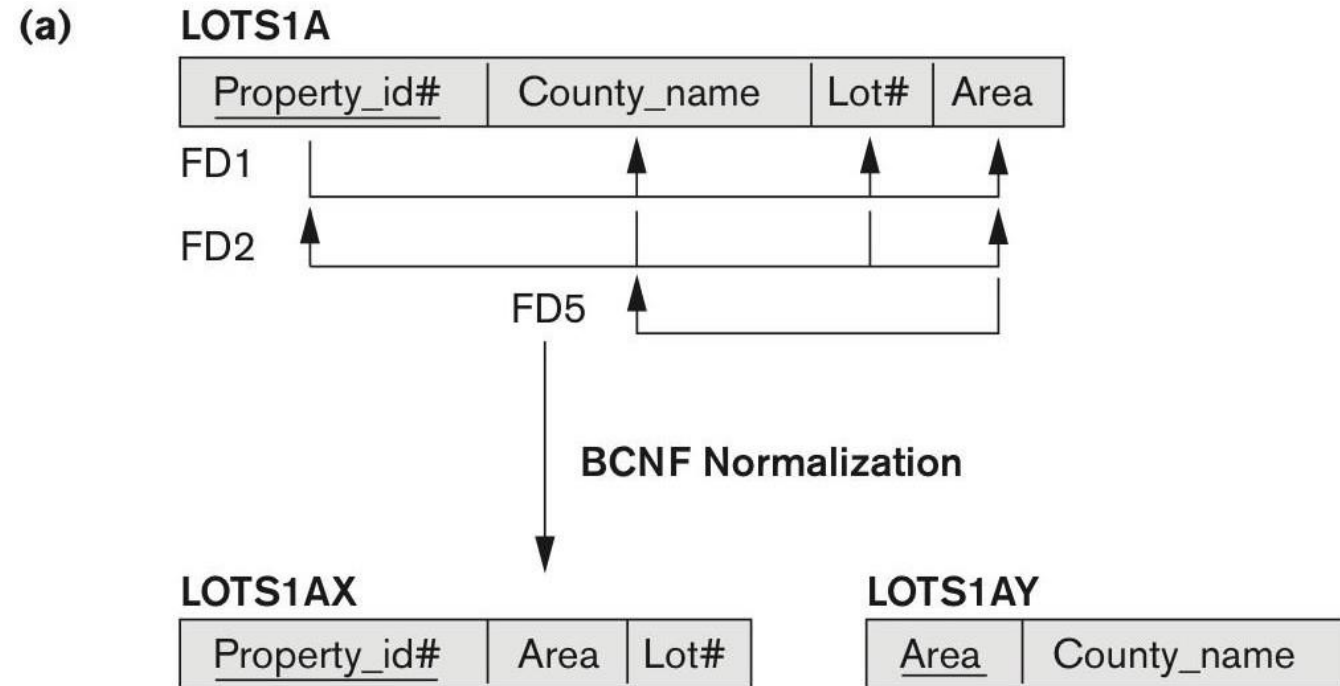 (a) LOTS1A
Property_id# County_name Lot# Area
FD1
FD2
FD5
BCNF Normalization
LOTS1AX LOTS1AY
Property_id# Area Lot# Area County_name